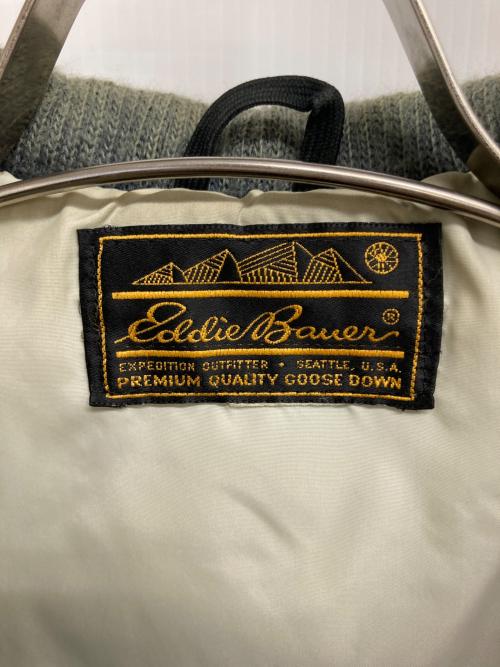 Eddie Bauer ®
EXPEDITION OUTFITTER • SEATTLE, U.S.A.
PREMIUM QUALITY GOOSE DOWN